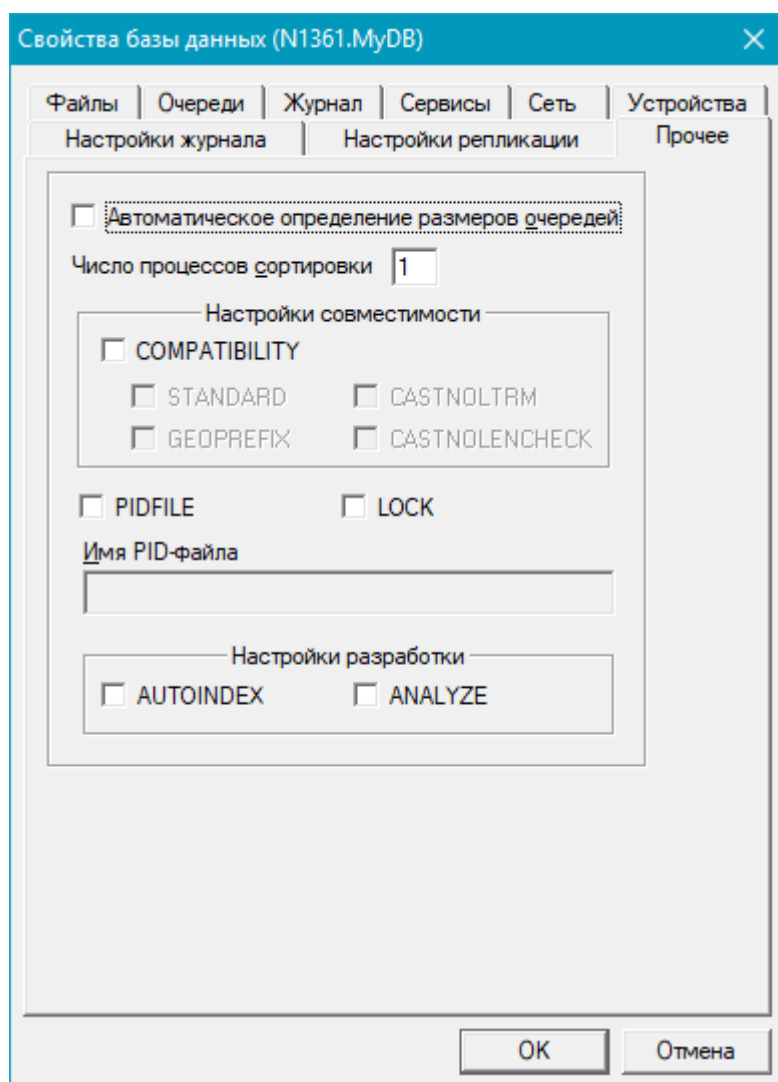 Свойства базы данных (N1361.MyDB)
Файлы Очереди Журнал Сервисы Сеть Устройства
Настройки журнала Настройки репликации Прочее
Автоматическое определение размеров очередей
Число процессов сортировки 1
Настройки совместимости
COMPATIBILITY
STANDARD CASTNOLTRM
GEOPREFIX CASTNOLENCHECK
PIDFILE LOCK
Имя PID-файла
Настройки разработки
AUTOINDEX ANALYZE
OK Отмена